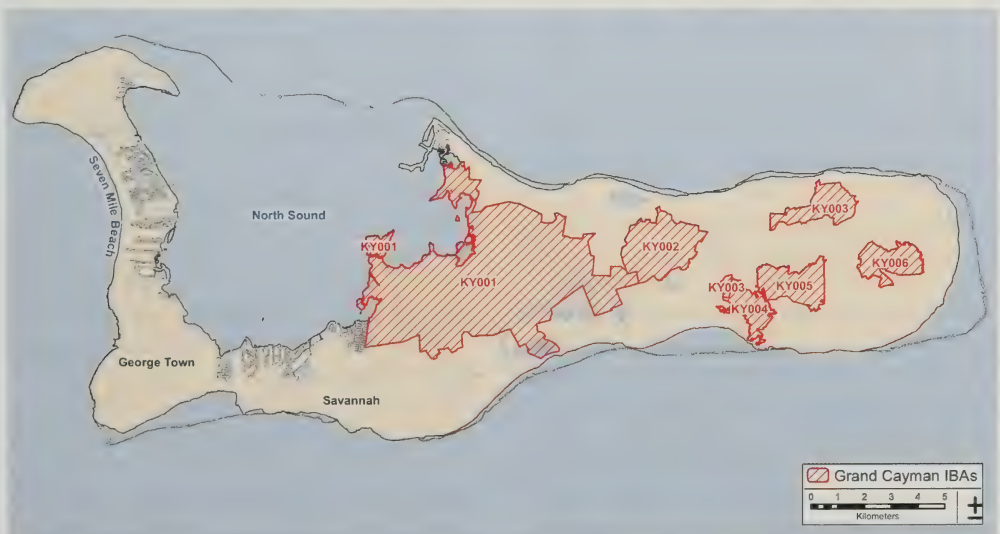 Seven Mile Beach
North Sound
KY001
KY001
KY002
KY003
KY003
KY004
KY005
KY006
George Town
Savannah
Grand Cayman IBAs
0 1 2 3 4 5
Kilometers